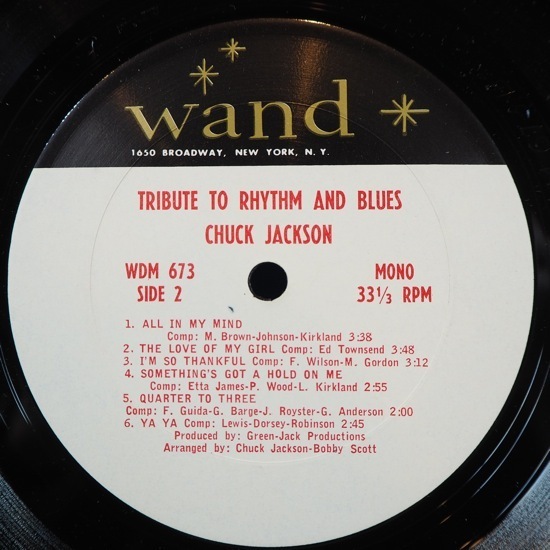 wand
1650 BROADWAY, NEW YORK, N. Y.
TRIBUTE TO RHYTHM AND BLUES
CHUCK JACKSON
WDM 673
SIDE 2
MONO
33 1/3 RPM
1. ALL IN MY MIND
Comp: M. Brown-Johnson-Kirkland 3:38
2. THE LOVE OF MY GIRL Comp: Ed Townsend 3:48
3. I'M SO THANKFUL Comp: F. Wilson-M. Gordon 3:12
4. SOMETHING'S GOT A HOLD ON ME
Comp: Etta James-P. Wood-L. Kirkland 2:55
5. QUARTER TO THREE
Comp: F. Guida-G. Barge-J. Royster-G. Anderson 2:00
6. YA YA Comp: Lewis-Dorsey-Robinson 2:45
Produced by: Green-Jack Productions
Arranged by: Chuck Jackson-Bobby Scott